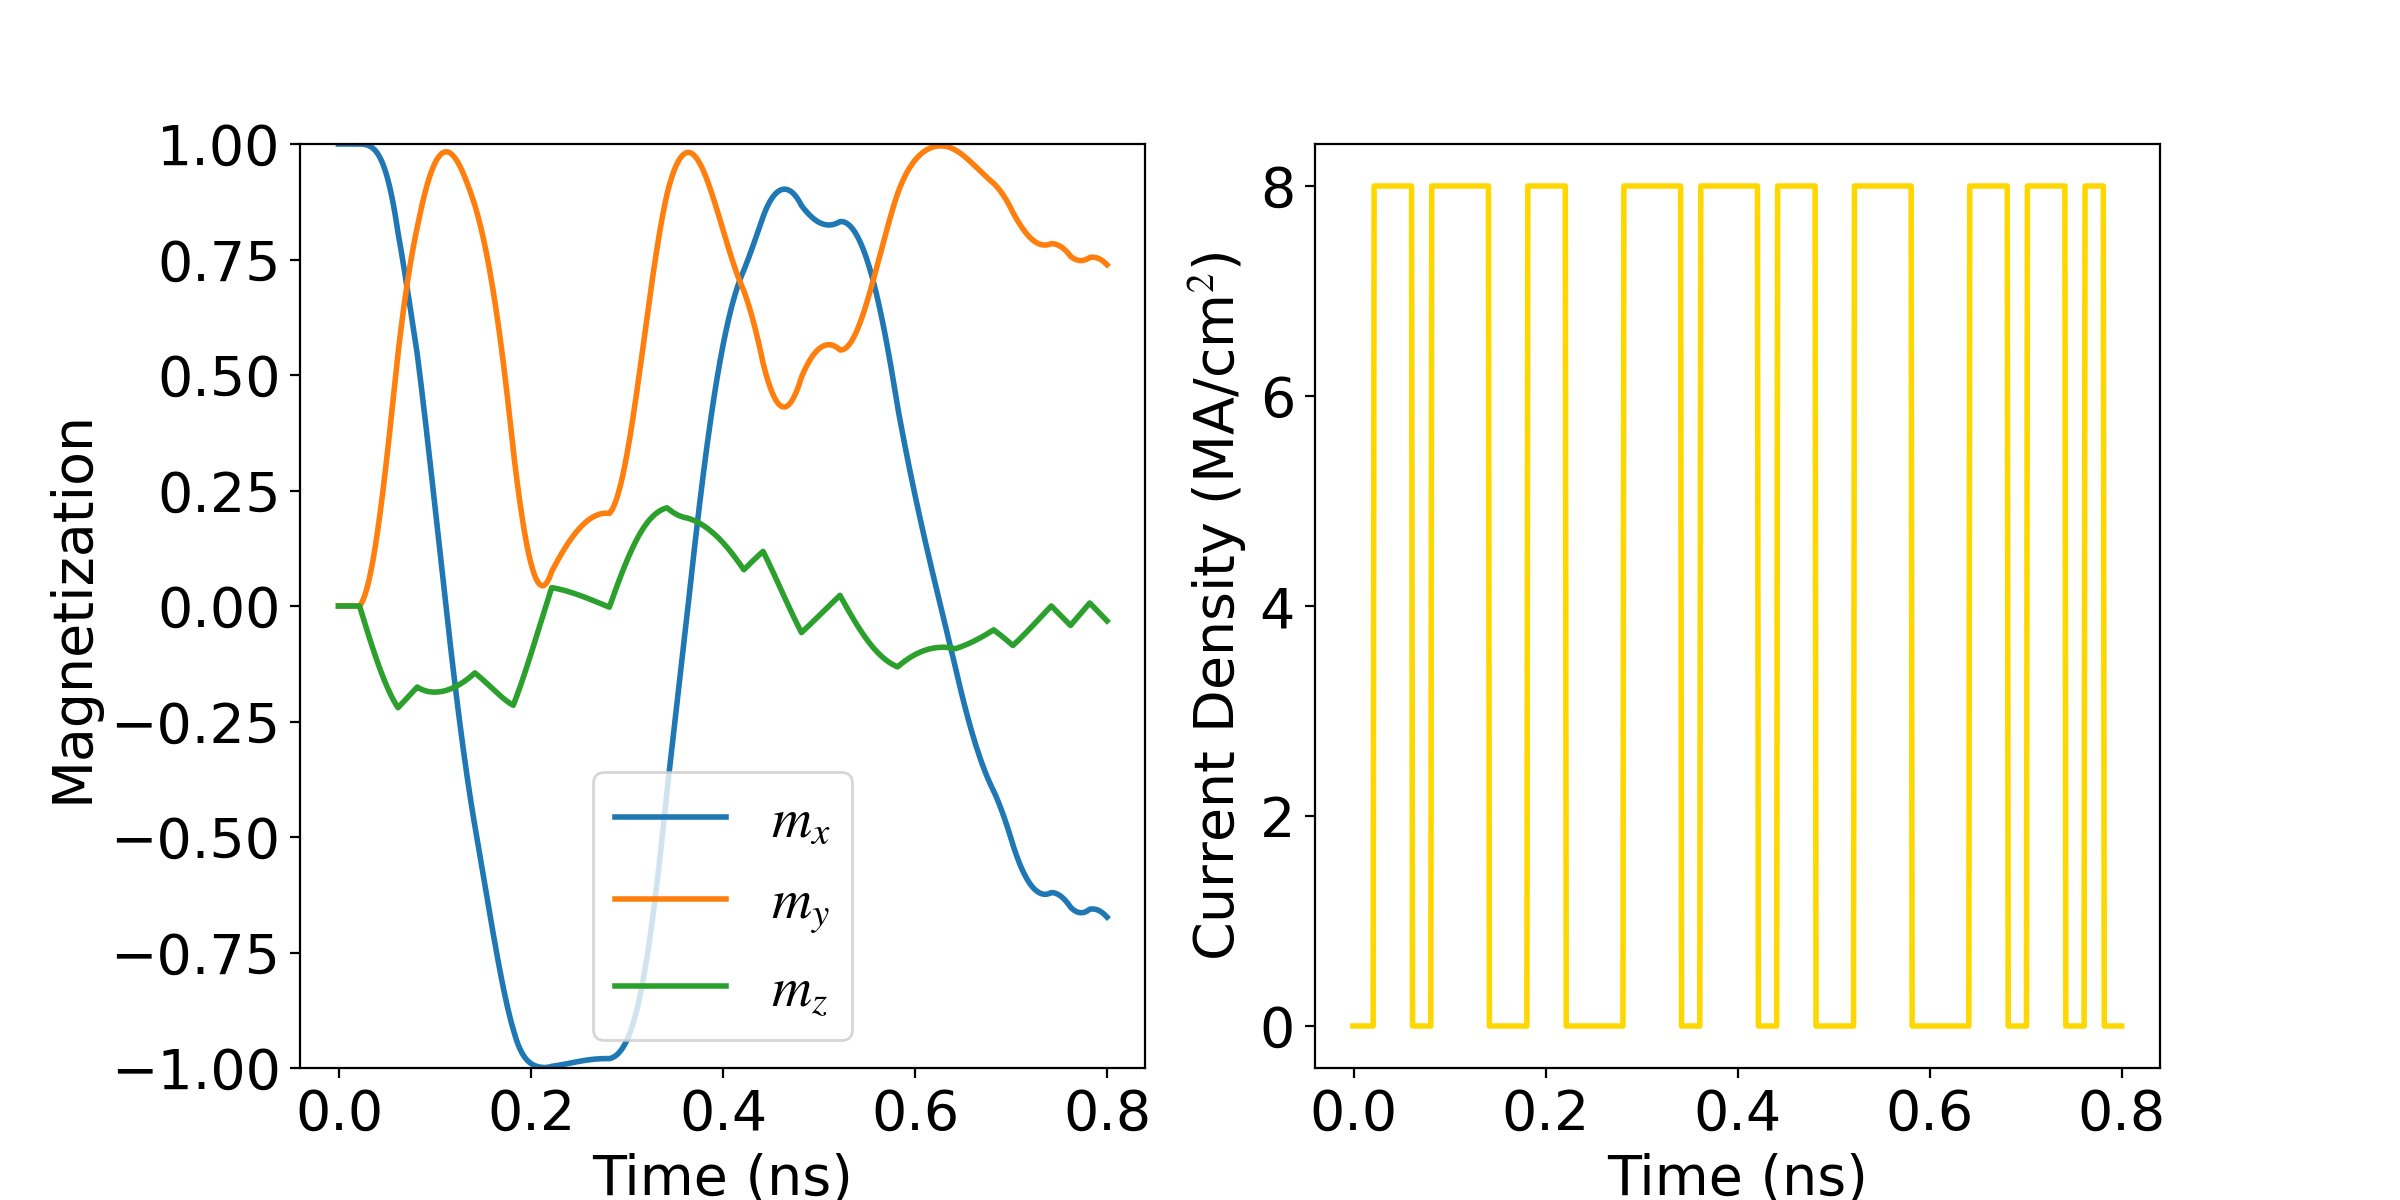 Magnetization
1.00
0.75
0.50
0.25
0.00
−0.25
−0.50
−0.75
−1.00
0.0 0.2 0.4 0.6 0.8
Time (ns)
mₓ
m_y
m_z
Current Density (MA/cm²)
8
6
4
2
0
0.0 0.2 0.4 0.6 0.8
Time (ns)